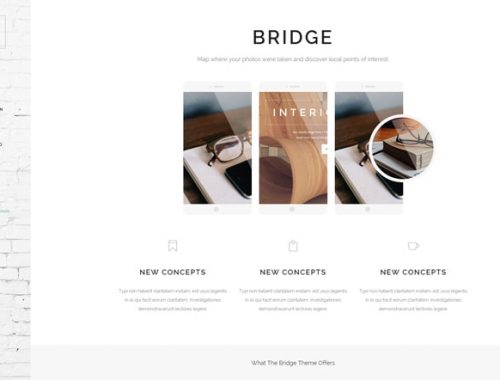 BRIDGE
Map where your photos were taken and discover local points of interest.
INTERIO
NEW CONCEPTS
Typi non habent claritatem insitam; est usus legentis
in iis qui facit eorum claritatem. Investigationes
demonstraverunt lectores legere
NEW CONCEPTS
Typi non habent claritatem insitam; est usus legentis
in iis qui facit eorum claritatem. Investigationes
demonstraverunt lectores legere
NEW CONCEPTS
Typi non habent claritatem insitam; est usus legentis
in iis qui facit eorum claritatem. Investigationes
demonstraverunt lectores legere
What The Bridge Theme Offers